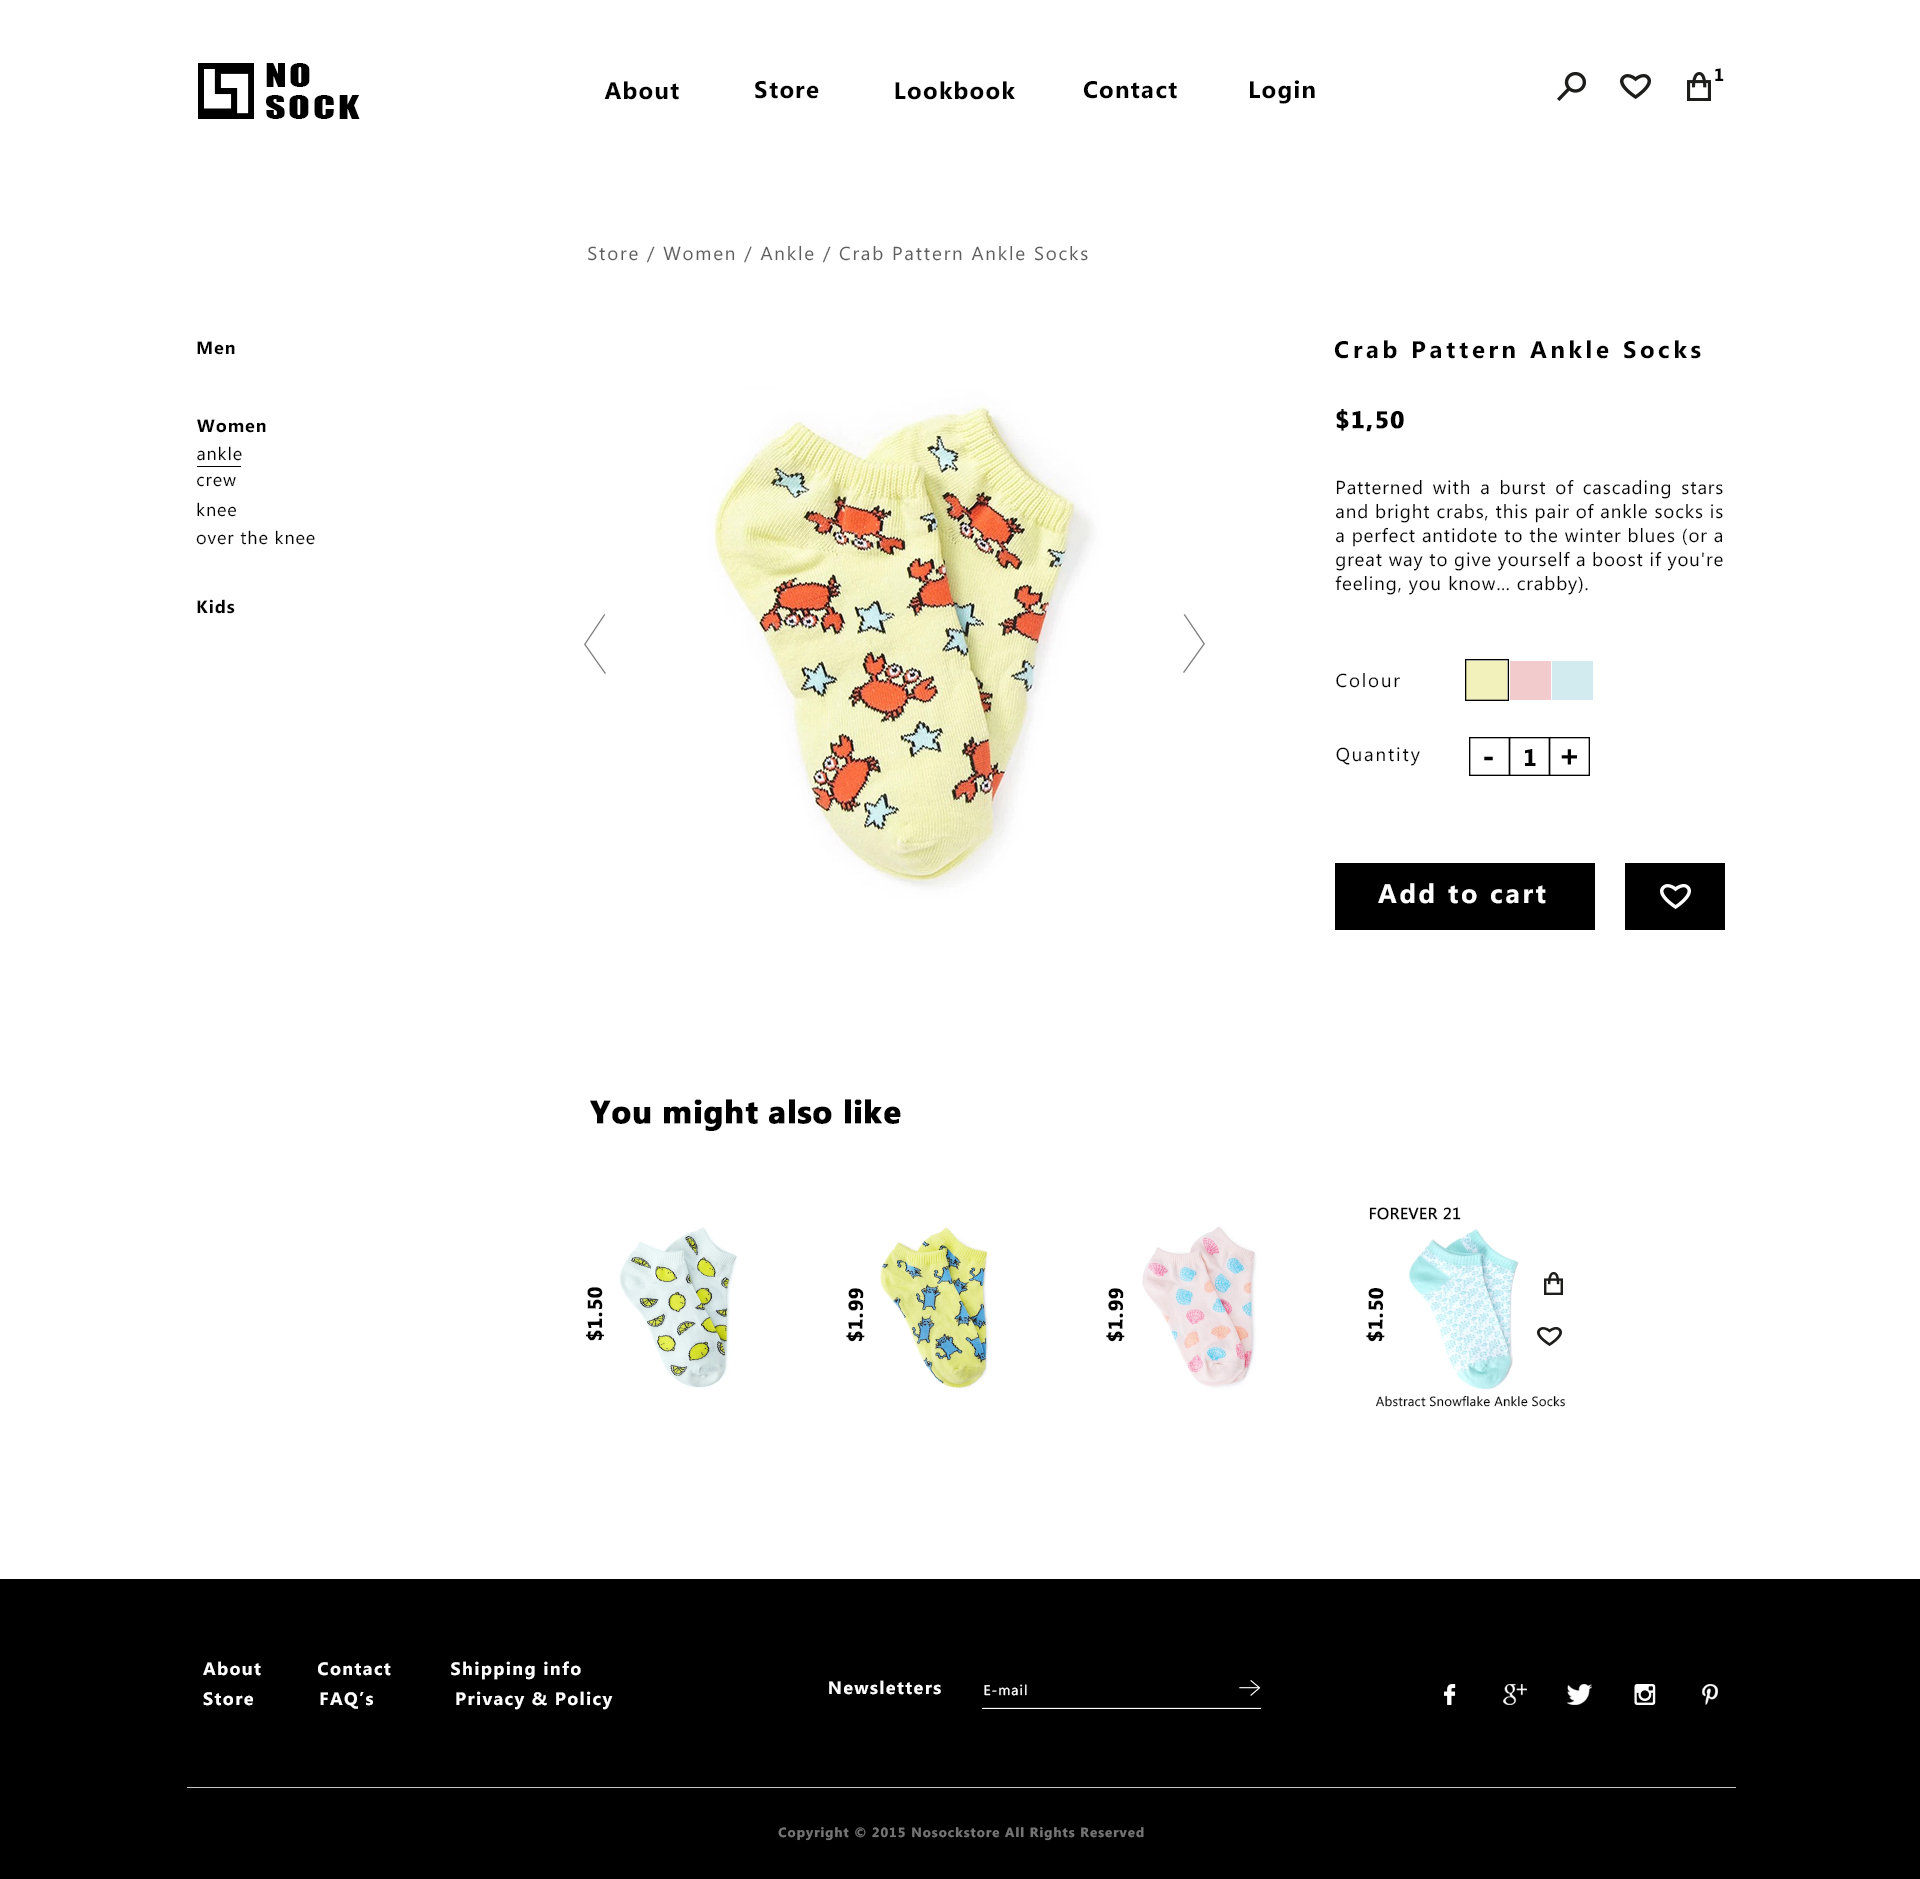 NO
SOCK
About
Store
Lookbook
Contact
Login
1
Store / Women / Ankle / Crab Pattern Ankle Socks
Men
Women
ankle
crew
knee
over the knee
Kids
Crab Pattern Ankle Socks
$1,50
Patterned with a burst of cascading stars
and bright crabs, this pair of ankle socks is
a perfect antidote to the winter blues (or a
great way to give yourself a boost if you're
feeling, you know... crabby).
Colour
Quantity
- 1 +
Add to cart
You might also like
$1.50
$1.99
$1.99
FOREVER 21
$1.50
Abstract Snowflake Ankle Socks
About
Contact
Shipping info
Store
FAQ’s
Privacy & Policy
Newsletters
E-mail
Copyright © 2015 Nosockstore All Rights Reserved